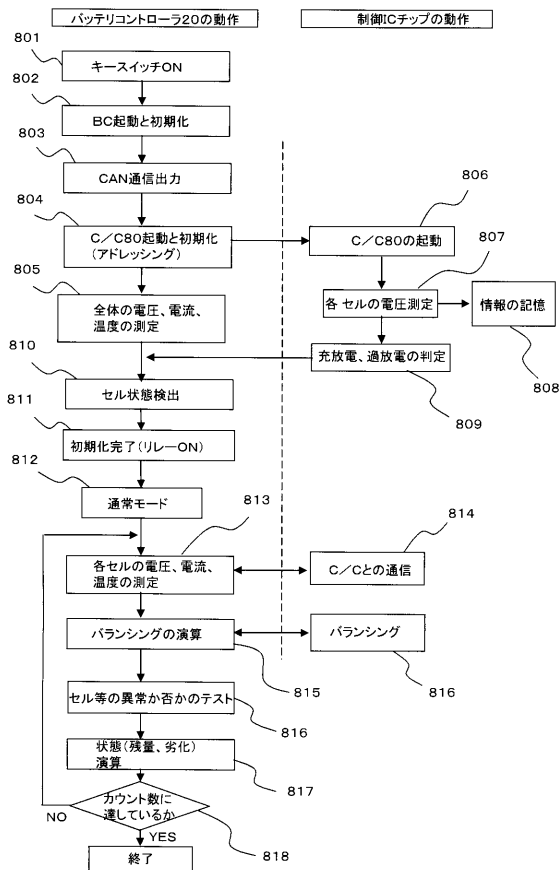 バッテリコントローラ20の動作
制御ICチップの動作
801
キースイッチON
802
BC起動と初期化
803
CAN通信出力
804
C/C80起動と初期化
(アドレッシング)
806
C/C80の起動
805
全体の電圧、電流、
温度の測定
807
各セルの電圧測定
情報の記憶
808
充放電、過放電の判定
809
810
セル状態検出
811
初期化完了(リレーON)
812
通常モード
813
各セルの電圧、電流、
温度の測定
814
C/Cとの通信
バランシングの演算
815
バランシング
816
セル等の異常か否かのテスト
816
状態(残量、劣化)
演算
817
カウント数に
達しているか
818
NO
YES
終了